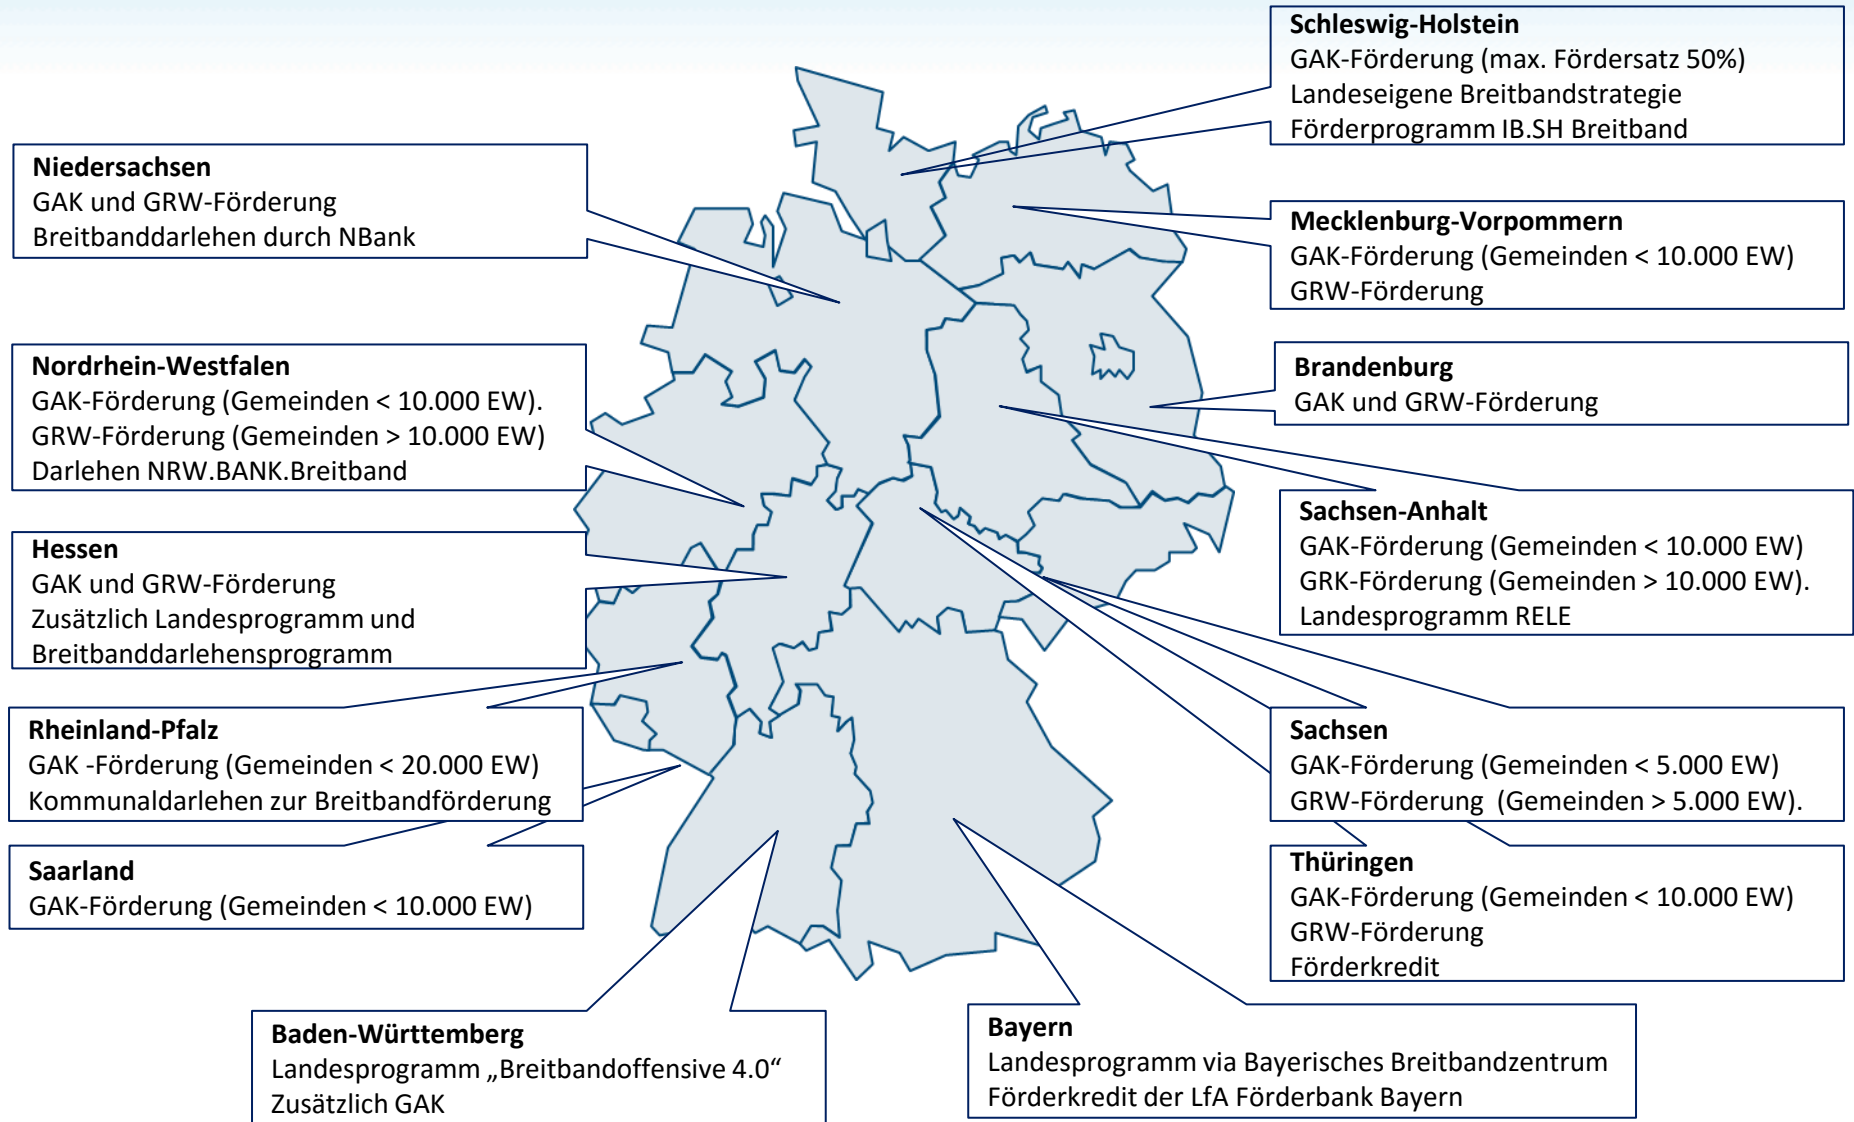 Schleswig-Holstein
GAK-Förderung (max. Fördersatz 50%)
Landeseigene Breitbandstrategie
Förderprogramm IB.SH Breitband
Niedersachsen
GAK und GRW-Förderung
Breitbanddarlehen durch NBank
Mecklenburg-Vorpommern
GAK-Förderung (Gemeinden < 10.000 EW)
GRW-Förderung
Nordrhein-Westfalen
GAK-Förderung (Gemeinden < 10.000 EW).
GRW-Förderung (Gemeinden > 10.000 EW)
Darlehen NRW.BANK.Breitband
Brandenburg
GAK und GRW-Förderung
Sachsen-Anhalt
GAK-Förderung (Gemeinden < 10.000 EW)
GRK-Förderung (Gemeinden > 10.000 EW).
Landesprogramm RELE
Hessen
GAK und GRW-Förderung
Zusätzlich Landesprogramm und
Breitbanddarlehensprogramm
Rheinland-Pfalz
GAK -Förderung (Gemeinden < 20.000 EW)
Kommunaldarlehen zur Breitbandförderung
Sachsen
GAK-Förderung (Gemeinden < 5.000 EW)
GRW-Förderung  (Gemeinden > 5.000 EW).
Saarland
GAK-Förderung (Gemeinden < 10.000 EW)
Thüringen
GAK-Förderung (Gemeinden < 10.000 EW)
GRW-Förderung
Förderkredit
Baden-Württemberg
Landesprogramm „Breitbandoffensive 4.0“
Zusätzlich GAK
Bayern
Landesprogramm via Bayerisches Breitbandzentrum
Förderkredit der LfA Förderbank Bayern